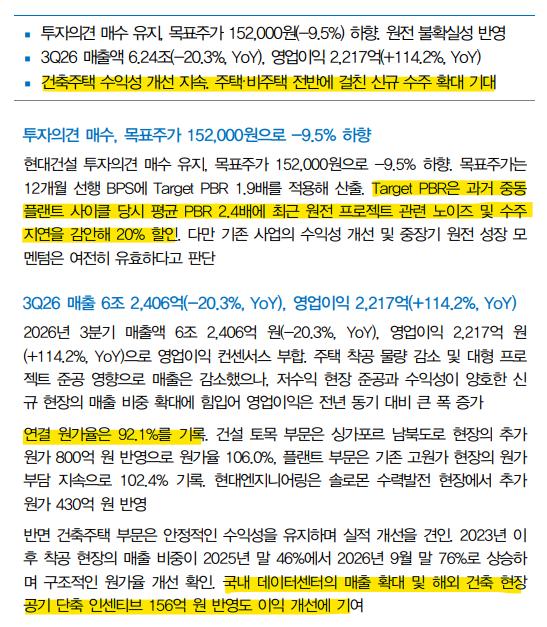 ▪ 투자의견 매수 유지, 목표주가 152,000원(-9.5%) 하향. 원전 불확실성 반영
▪ 3Q26 매출액 6.24조(-20.3%, YoY), 영업이익 2,217억(+114.2%, YoY)
▪ 건축주택 수익성 개선 지속. 주택·비주택 전반에 걸친 신규 수주 확대 기대
투자의견 매수, 목표주가 152,000원으로 -9.5% 하향
현대건설 투자의견 매수 유지, 목표주가 152,000원으로 -9.5% 하향. 목표주가는
12개월 선행 BPS에 Target PBR 1.9배를 적용해 산출. Target PBR은 과거 중동
플랜트 사이클 당시 평균 PBR 2.4배에 최근 원전 프로젝트 관련 노이즈 및 수주
지연을 감안해 20% 할인. 다만 기존 사업의 수익성 개선 및 중장기 원전 성장 모
멘텀은 여전히 유효하다고 판단
3Q26 매출 6조 2,406억(-20.3%, YoY), 영업이익 2,217억(+114.2%, YoY)
2026년 3분기 매출액 6조 2,406억 원(-20.3%, YoY), 영업이익 2,217억 원
(+114.2%, YoY)으로 영업이익 컨센서스 부합. 주택 착공 물량 감소 및 대형 프로
젝트 준공 영향으로 매출은 감소했으나, 저수익 현장 준공과 수익성이 양호한 신
규 현장의 매출 비중 확대에 힘입어 영업이익은 전년 동기 대비 큰 폭 증가
연결 원가율은 92.1%를 기록. 건설 토목 부문은 싱가포르 남북도로 현장의 추가
원가 800억 원 반영으로 원가율 106.0%, 플랜트 부문은 기존 고원가 현장의 원가
부담 지속으로 102.4% 기록. 현대엔지니어링은 솔로몬 수력발전 현장에서 추가
원가 430억 원 반영
반면 건축주택 부문은 안정적인 수익성을 유지하며 실적 개선을 견인. 2023년 이
후 착공 현장의 매출 비중이 2025년 말 46%에서 2026년 9월 말 76%로 상승하
며 구조적인 원가율 개선 확인. 국내 데이터센터의 매출 확대 및 해외 건축 현장
공기 단축 인센티브 156억 원 반영도 이익 개선에 기여